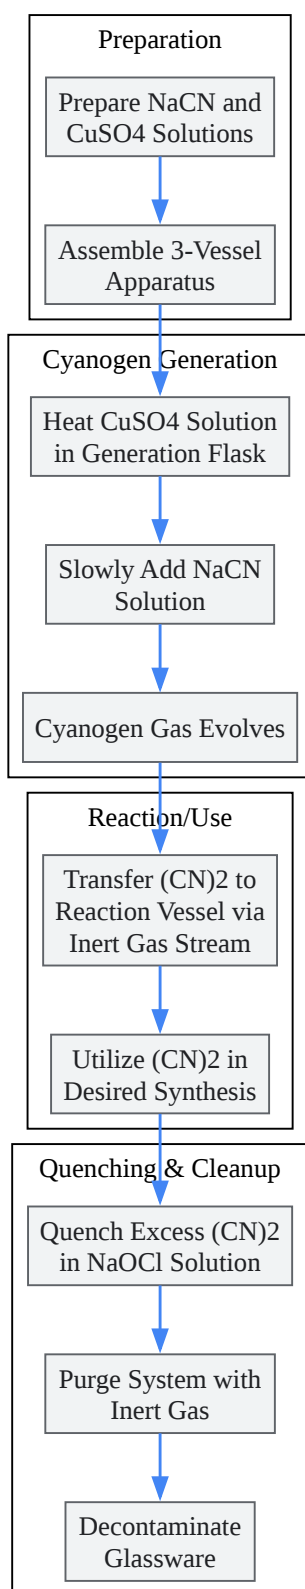 Preparation
Prepare NaCN and
CuSO4 Solutions
Assemble 3-Vessel
Apparatus
Cyanogen Generation
Heat CuSO4 Solution
in Generation Flask
Slowly Add NaCN
Solution
Cyanogen Gas Evolves
Reaction/Use
Transfer (CN)2 to
Reaction Vessel via
Inert Gas Stream
Utilize (CN)2 in
Desired Synthesis
Quenching & Cleanup
Quench Excess (CN)2
in NaOCl Solution
Purge System with
Inert Gas
Decontaminate
Glassware